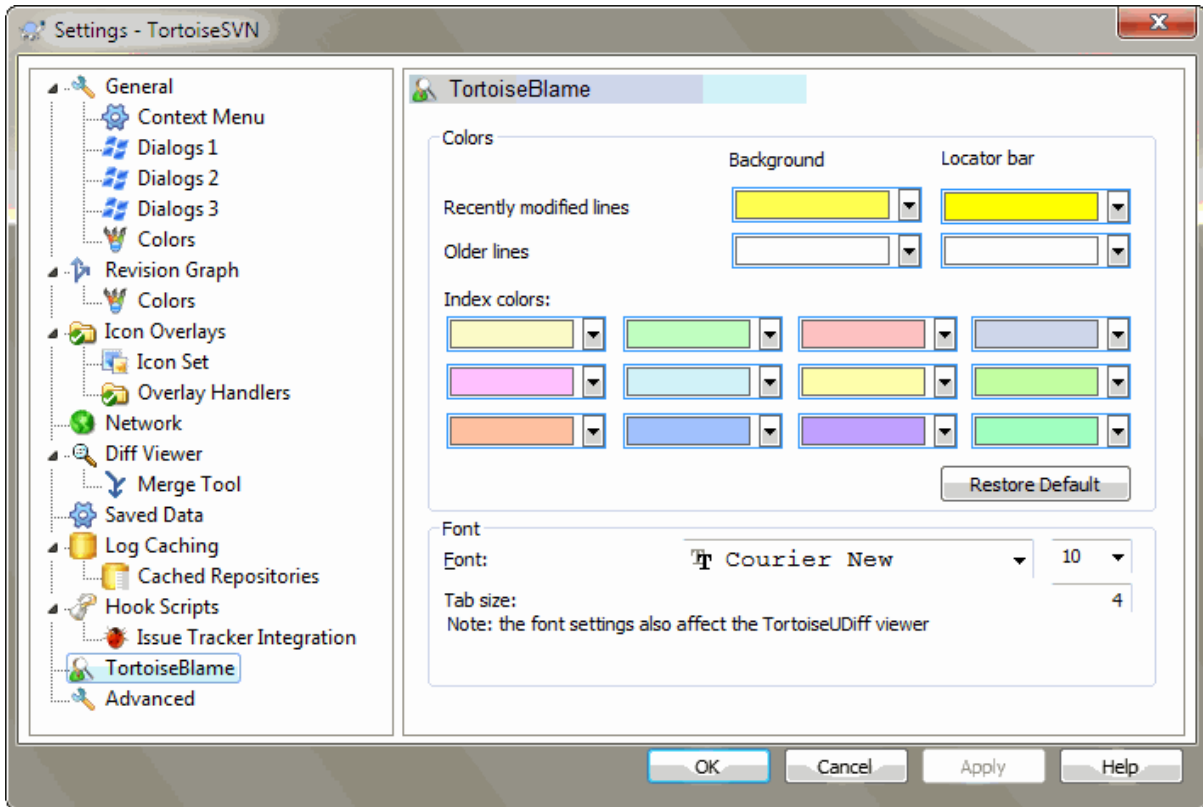 Settings - TortoiseSVN
General
Context Menu
Dialogs 1
Dialogs 2
Dialogs 3
Colors
Revision Graph
Colors
Icon Overlays
Icon Set
Overlay Handlers
Network
Diff Viewer
Merge Tool
Saved Data
Log Caching
Cached Repositories
Hook Scripts
Issue Tracker Integration
TortoiseBlame
Advanced
TortoiseBlame
Colors
Background Locator bar
Recently modified lines
Older lines
Index colors:
Restore Default
Font
Font: Courier New 10
Tab size: 4
Note: the font settings also affect the TortoiseUDiff viewer
OK Cancel Apply Help